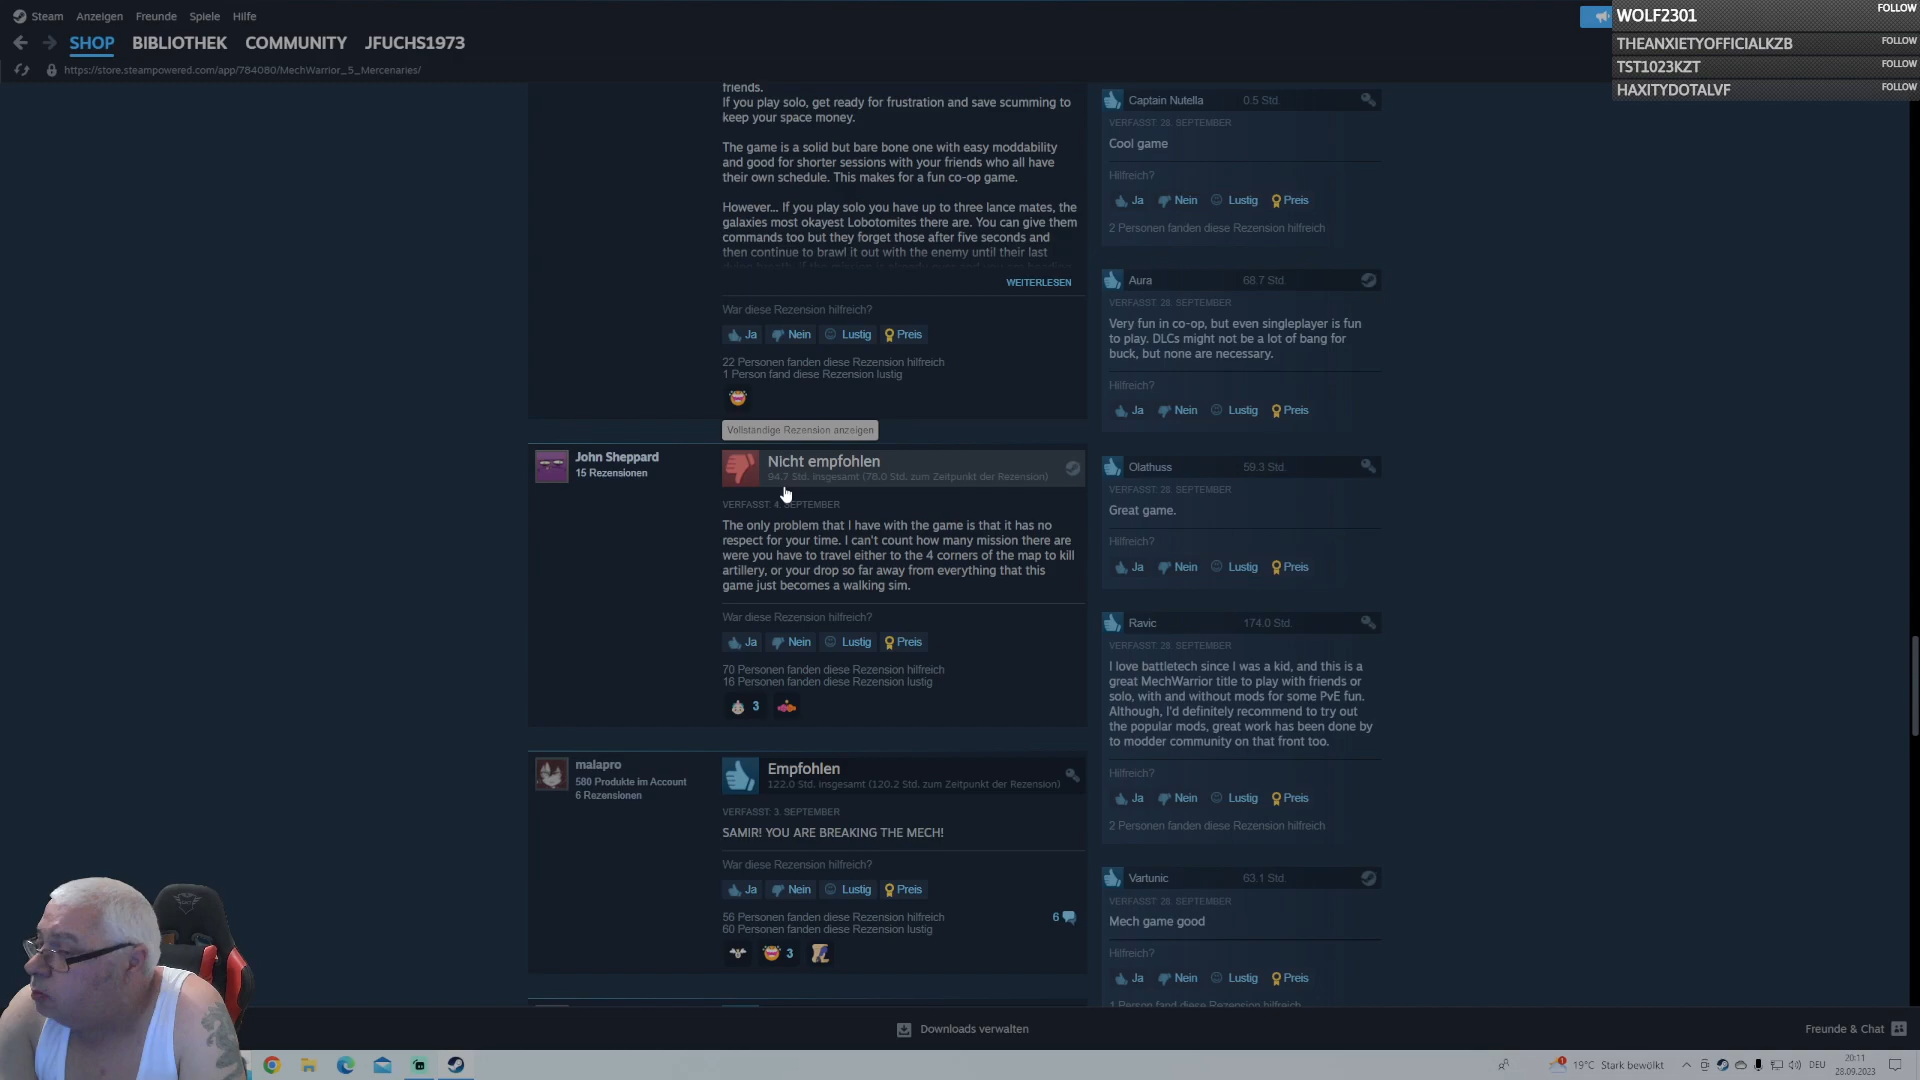 Steam Anzeigen Freunde Spiele Hilfe
SHOP BIBLIOTHEK COMMUNITY JFUCHS1973
https://store.steampowered.com/app/784080/MechWarrior_5_Mercenaries/
WOLF2301 FOLLOW
THEANXIETYOFFICIALKZB FOLLOW
TST1023KZT FOLLOW
HAXITYDOTALVF FOLLOW
friends.
If you play solo, get ready for frustration and save scumming to
keep your space money.
The game is a solid but bare bone one with easy moddability
and good for shorter sessions with your friends who all have
their own schedule. This makes for a fun co-op game.
However... If you play solo you have up to three lance mates, the
galaxies most okayest Lobotomites there are. You can give them
commands too but they forget those after five seconds and
then continue to brawl it out with the enemy until their last
WEITERLESEN
War diese Rezension hilfreich?
Ja Nein Lustig Preis
22 Personen fanden diese Rezension hilfreich
1 Person fand diese Rezension lustig
Vollständige Rezension anzeigen
John Sheppard
15 Rezensionen
Nicht empfohlen
94.7 Std. insgesamt (78.0 Std. zum Zeitpunkt der Rezension)
VERFASST: 4. SEPTEMBER
The only problem that I have with the game is that it has no
respect for your time. I can't count how many mission there are
were you have to travel either to the 4 corners of the map to kill
artillery, or your drop so far away from everything that this
game just becomes a walking sim.
War diese Rezension hilfreich?
Ja Nein Lustig Preis
70 Personen fanden diese Rezension hilfreich
16 Personen fanden diese Rezension lustig
3
malapro
580 Produkte im Account
6 Rezensionen
Empfohlen
122.0 Std. insgesamt (120.2 Std. zum Zeitpunkt der Rezension)
VERFASST: 3. SEPTEMBER
SAMIR! YOU ARE BREAKING THE MECH!
War diese Rezension hilfreich?
Ja Nein Lustig Preis
56 Personen fanden diese Rezension hilfreich
60 Personen fanden diese Rezension lustig
6
3
Captain Nutella 0.5 Std.
VERFASST: 28. SEPTEMBER
Cool game
Hilfreich?
Ja Nein Lustig Preis
2 Personen fanden diese Rezension hilfreich
Aura 68.7 Std.
VERFASST: 28. SEPTEMBER
Very fun in co-op, but even singleplayer is fun
to play. DLCs might not be a lot of bang for
buck, but none are necessary.
Hilfreich?
Ja Nein Lustig Preis
Olathuss 59.3 Std.
VERFASST: 28. SEPTEMBER
Great game.
Hilfreich?
Ja Nein Lustig Preis
Ravic 174.0 Std.
VERFASST: 28. SEPTEMBER
I love battletech since I was a kid, and this is a
great MechWarrior title to play with friends or
solo, with and without mods for some PvE fun.
Although, I'd definitely recommend to try out
the popular mods, great work has been done by
to modder community on that front too.
Hilfreich?
Ja Nein Lustig Preis
2 Personen fanden diese Rezension hilfreich
Vartunic 63.1 Std.
VERFASST: 28. SEPTEMBER
Mech game good
Hilfreich?
Ja Nein Lustig Preis
1 Person fand diese Rezension hilfreich
Downloads verwalten
Freunde & Chat
1
19°C Stark bewölkt
DEU
20:11
28.09.2023